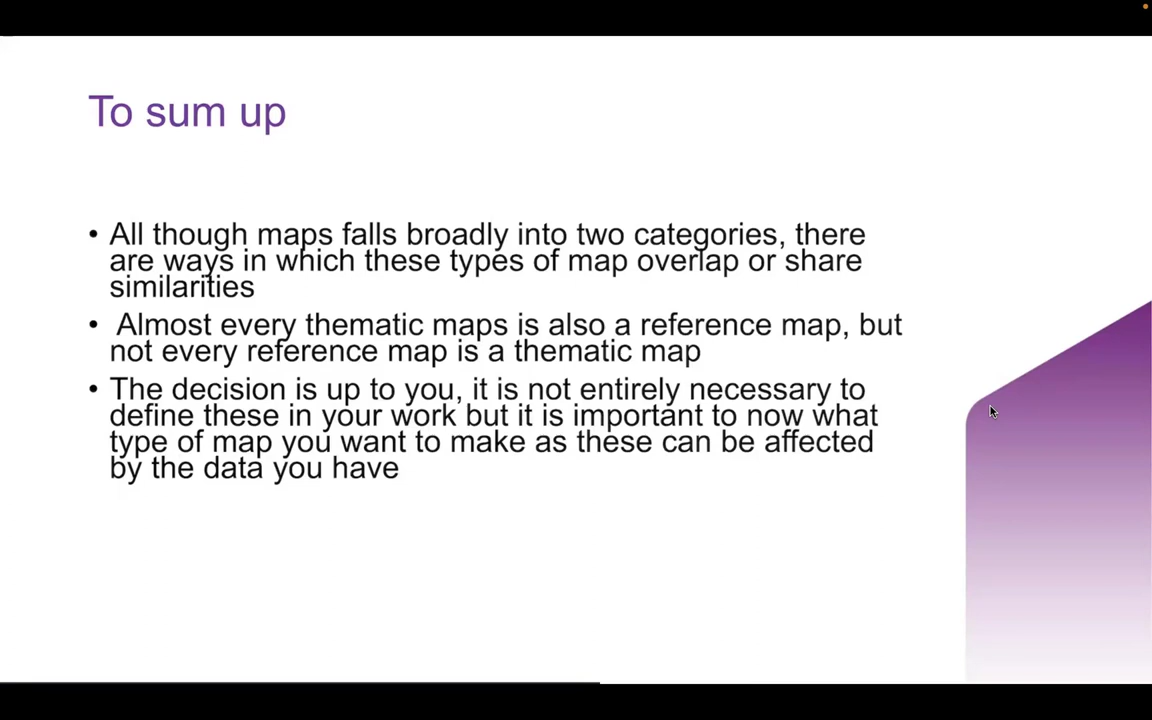 To sum up
• All though maps falls broadly into two categories, there
are ways in which these types of map overlap or share
similarities
• Almost every thematic maps is also a reference map, but
not every reference map is a thematic map
• The decision is up to you, it is not entirely necessary to
define these in your work but it is important to now what
type of map you want to make as these can be affected
by the data you have